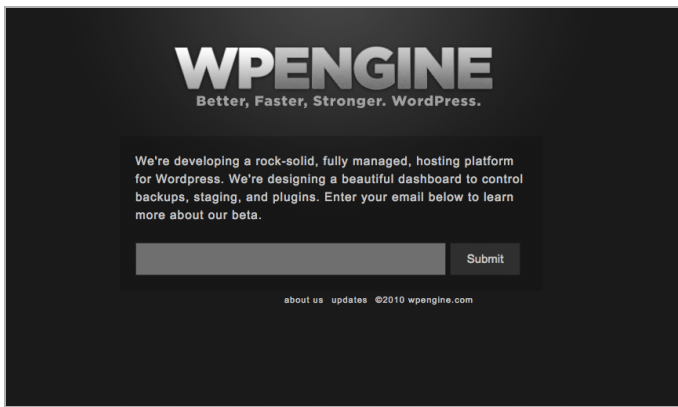 WPENGINE
Better, Faster, Stronger. WordPress.
We're developing a rock-solid, fully managed, hosting platform
for Wordpress. We're designing a beautiful dashboard to control
backups, staging, and plugins. Enter your email below to learn
more about our beta.
Submit
about us updates ©2010 wpengine.com